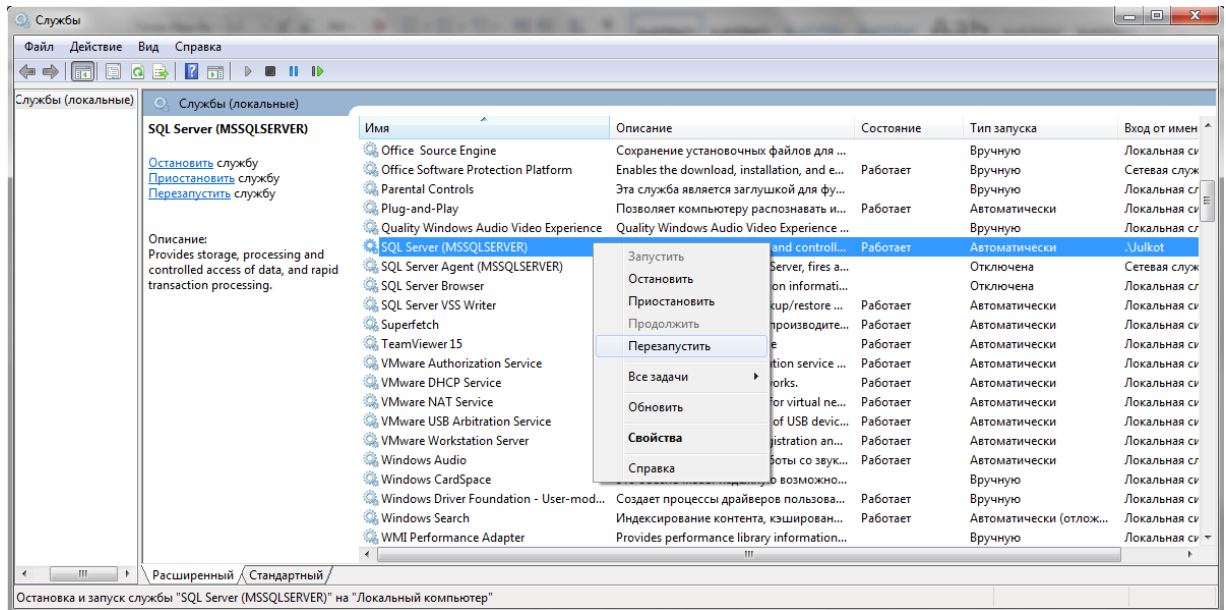 Службы
Файл Действие Вид Справка
Службы (локальные)
Службы (локальные)
SQL Server (MSSQLSERVER)
Остановить службу
Приостановить службу
Перезапустить службу
Описание:
Provides storage, processing and
controlled access of data, and rapid
transaction processing.
Имя Описание Состояние Тип запуска Вход от имен
Office Source Engine Сохранение установочных файлов для ... Вручную Локальная си
Office Software Protection Platform Enables the download, installation, and e... Работает Вручную Сетевая служ
Parental Controls Эта служба является заглушкой для фу... Вручную Локальная сл
Plug-and-Play Позволяет компьютеру распознавать и... Работает Автоматически Локальная си
Quality Windows Audio Video Experience Quality Windows Audio Video Experience ... Вручную Локальная сл
SQL Server (MSSQLSERVER) and controll... Работает Автоматически .\Julkot
SQL Server Agent (MSSQLSERVER) Server, fires a... Отключена Сетевая служ
SQL Server Browser on informati... Отключена Локальная сл
SQL Server VSS Writer kup/restore ... Работает Автоматически Локальная си
Superfetch производите... Работает Автоматически Локальная си
TeamViewer 15 e Работает Автоматически Локальная си
VMware Authorization Service tion service ... Работает Автоматически Локальная си
VMware DHCP Service vorks. Работает Автоматически Локальная си
VMware NAT Service for virtual ne... Работает Автоматически Локальная си
VMware USB Arbitration Service of USB devic... Работает Автоматически Локальная си
VMware Workstation Server istration an... Работает Автоматически Локальная си
Windows Audio боты со звук... Работает Автоматически Локальная сл
Windows CardSpace возможно... Вручную Локальная си
Windows Driver Foundation - User-mod... Создает процессы драйверов пользова... Работает Вручную Локальная си
Windows Search Индексирование контента, кэширован... Работает Автоматически (отлож... Локальная си
WMI Performance Adapter Provides performance library information... Вручную Локальная си
Запустить
Остановить
Приостановить
Продолжить
Перезапустить
Все задачи
Обновить
Свойства
Справка
Расширенный Стандартный
Остановка и запуск службы "SQL Server (MSSQLSERVER)" на "Локальный компьютер"